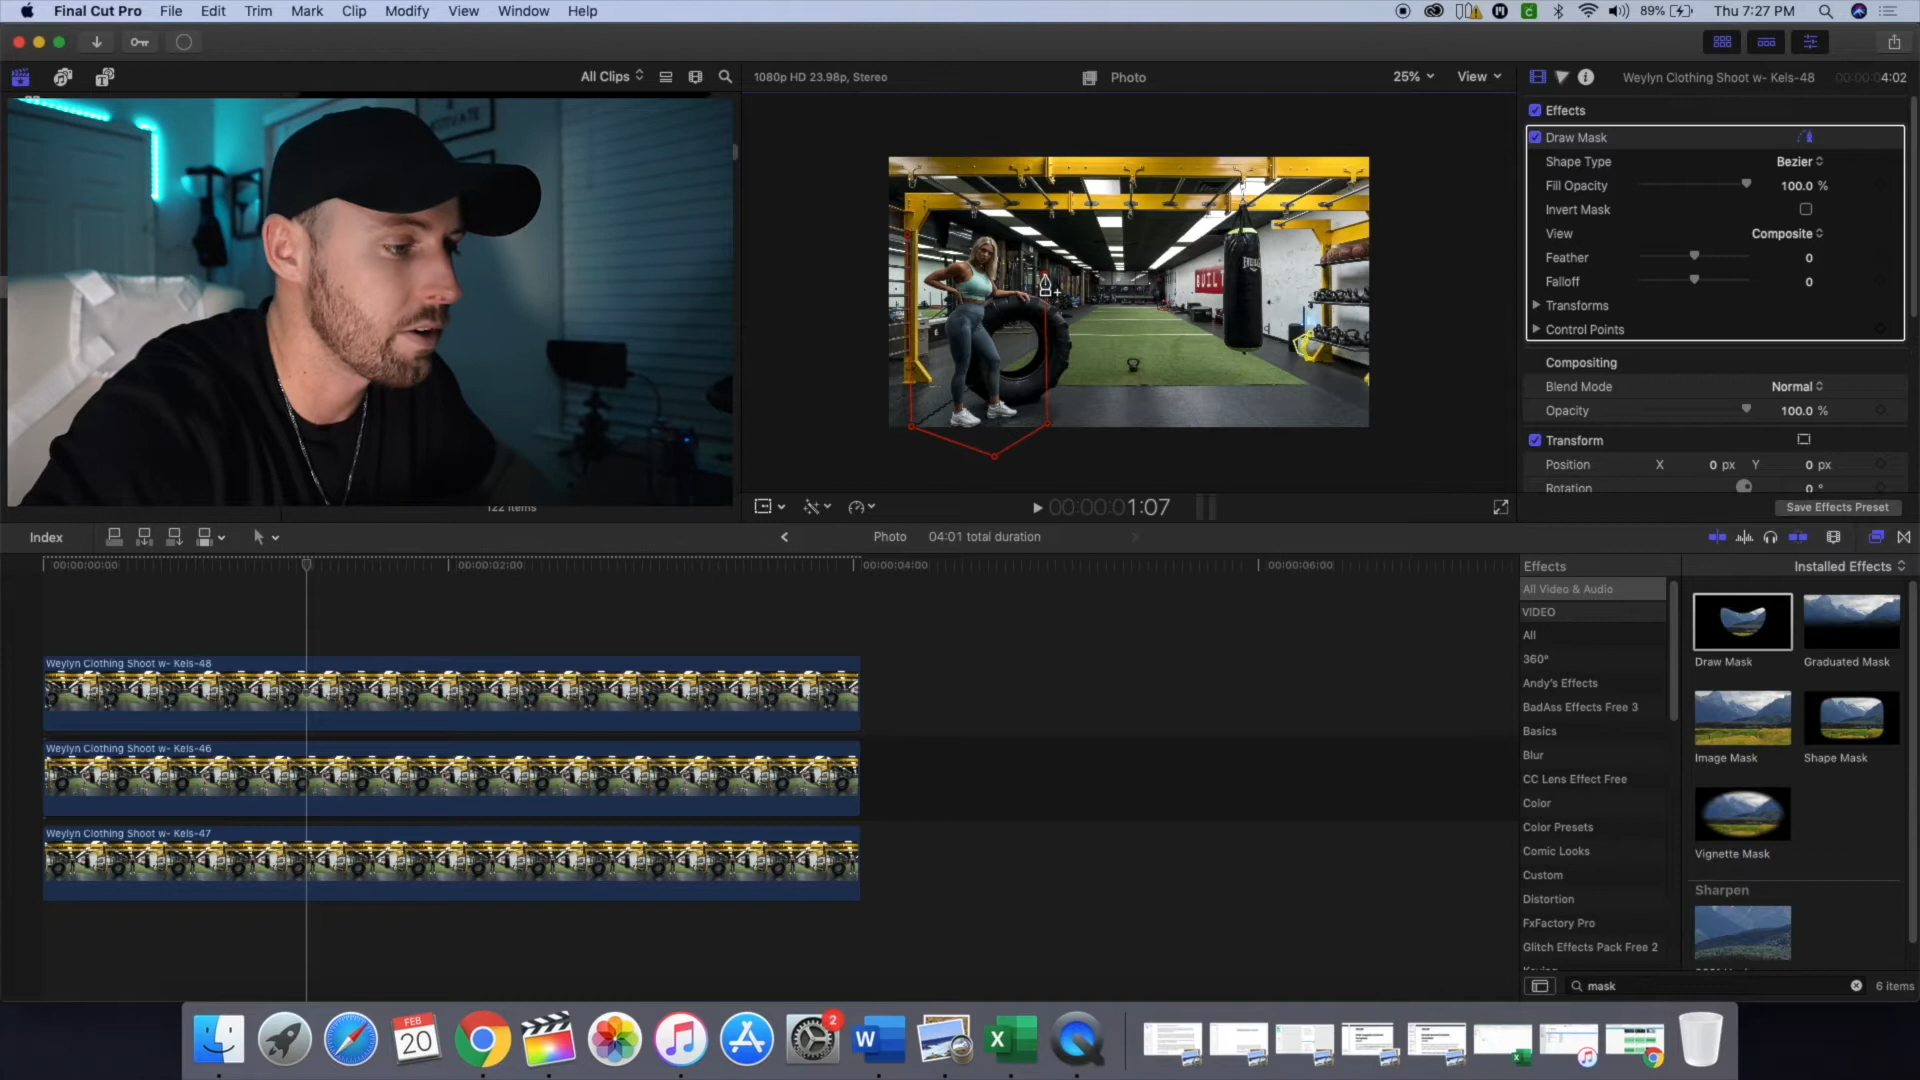 Final Cut Pro File Edit Trim Mark Clip Modify View Window Help 89% Thu 7:27 PM
All Clips
1080p HD 23.98p, Stereo Photo 25% View
Weylyn Clothing Shoot w- Kels-48 4:02
Effects
Draw Mask
Shape Type Bezier
Fill Opacity 100.0 %
Invert Mask
View Composite
Feather 0
Falloff 0
Transforms
Control Points
Compositing
Blend Mode Normal
Opacity 100.0 %
Transform
Position X 0 px Y 0 px
Rotation 0 °
Save Effects Preset
BUILT
122 items
00:00:00:01:07
Index
Photo 04:01 total duration
00:00:00:00 00:00:02:00 00:00:04:00 00:00:06:00
Weylyn Clothing Shoot w- Kels-48
Weylyn Clothing Shoot w- Kels-46
Weylyn Clothing Shoot w- Kels-47
Effects Installed Effects
All Video & Audio
VIDEO
All
360°
Andy's Effects
BadAss Effects Free 3
Basics
Blur
CC Lens Effect Free
Color
Color Presets
Comic Looks
Custom
Distortion
FxFactory Pro
Glitch Effects Pack Free 2
Keying
Draw Mask Graduated Mask
Image Mask Shape Mask
Vignette Mask
Sharpen
mask 6 items
FEB
20
2
W
X